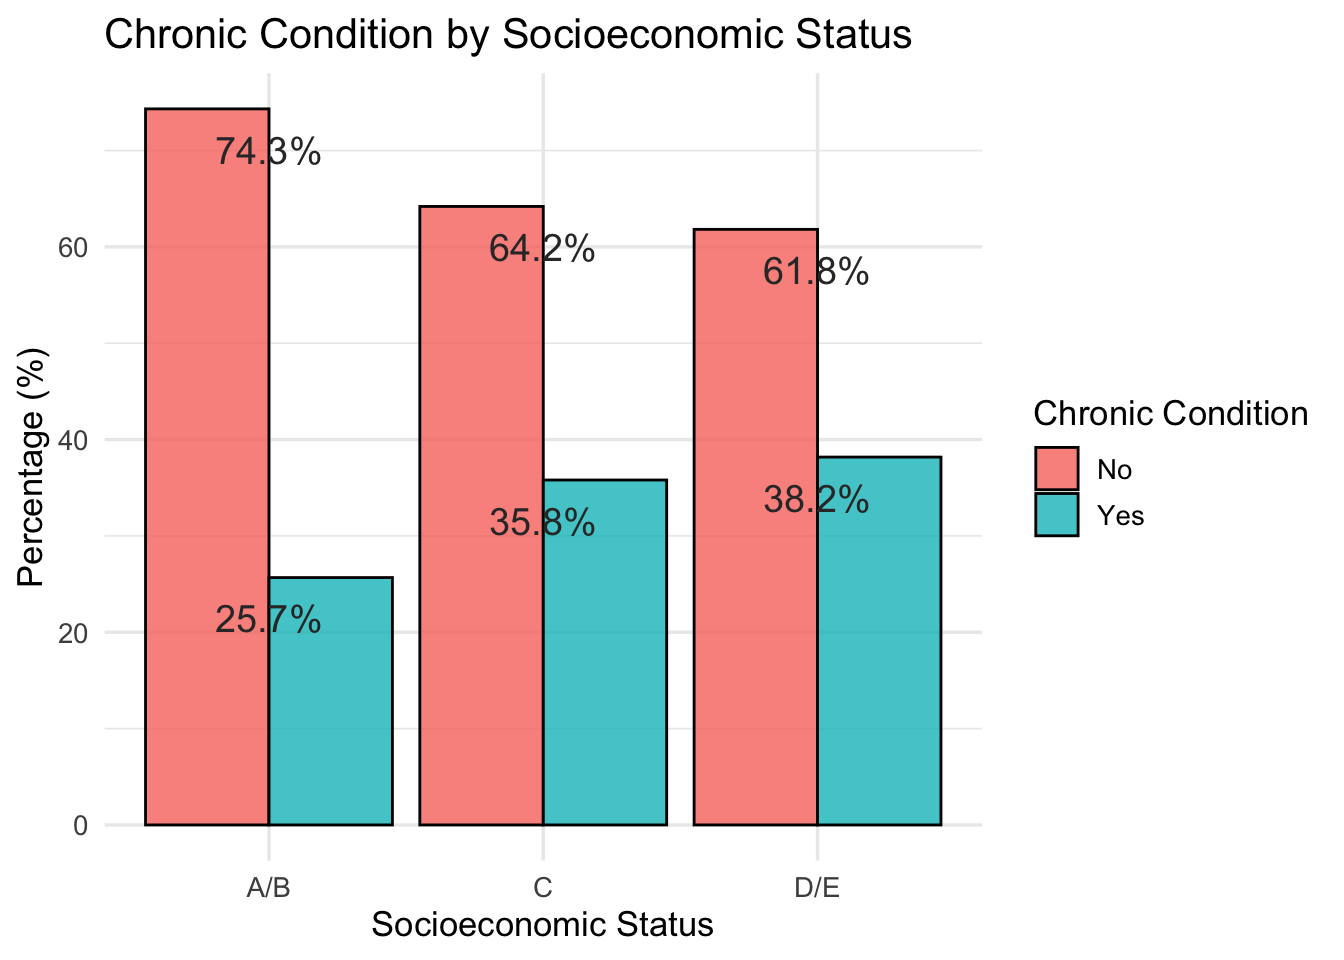 Chronic Condition by Socioeconomic Status
Percentage (%)
60
40
20
0
74.3%
25.7%
64.2%
35.8%
61.8%
38.2%
A/B
C
D/E
Socioeconomic Status
Chronic Condition
No
Yes